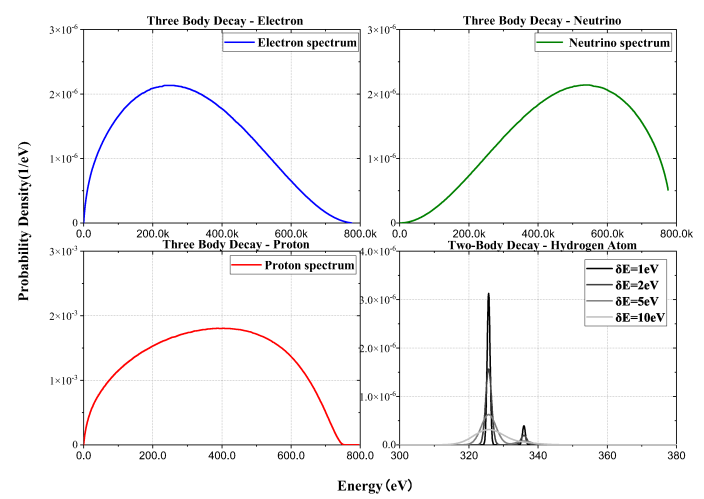 Three Body Decay - Electron
Three Body Decay - Neutrino
3×10⁻⁶
Electron spectrum
2×10⁻⁶
1×10⁻⁶
0
0.0 200.0k 400.0k 600.0k 800.0k
3×10⁻⁶
Neutrino spectrum
2×10⁻⁶
1×10⁻⁶
0
0.0 200.0k 400.0k 600.0k 800.0k
Probability Density(1/eV)
Three Body Decay - Proton
Two-Body Decay - Hydrogen Atom
3×10⁻³
Proton spectrum
2×10⁻³
1×10⁻³
0
0.0 200.0 400.0 600.0 800.0
4.0×10⁻⁶
δE=1eV
δE=2eV
δE=5eV
δE=10eV
3.0×10⁻⁶
2.0×10⁻⁶
1.0×10⁻⁶
0.0
300 320 340 360 380
Energy (eV)